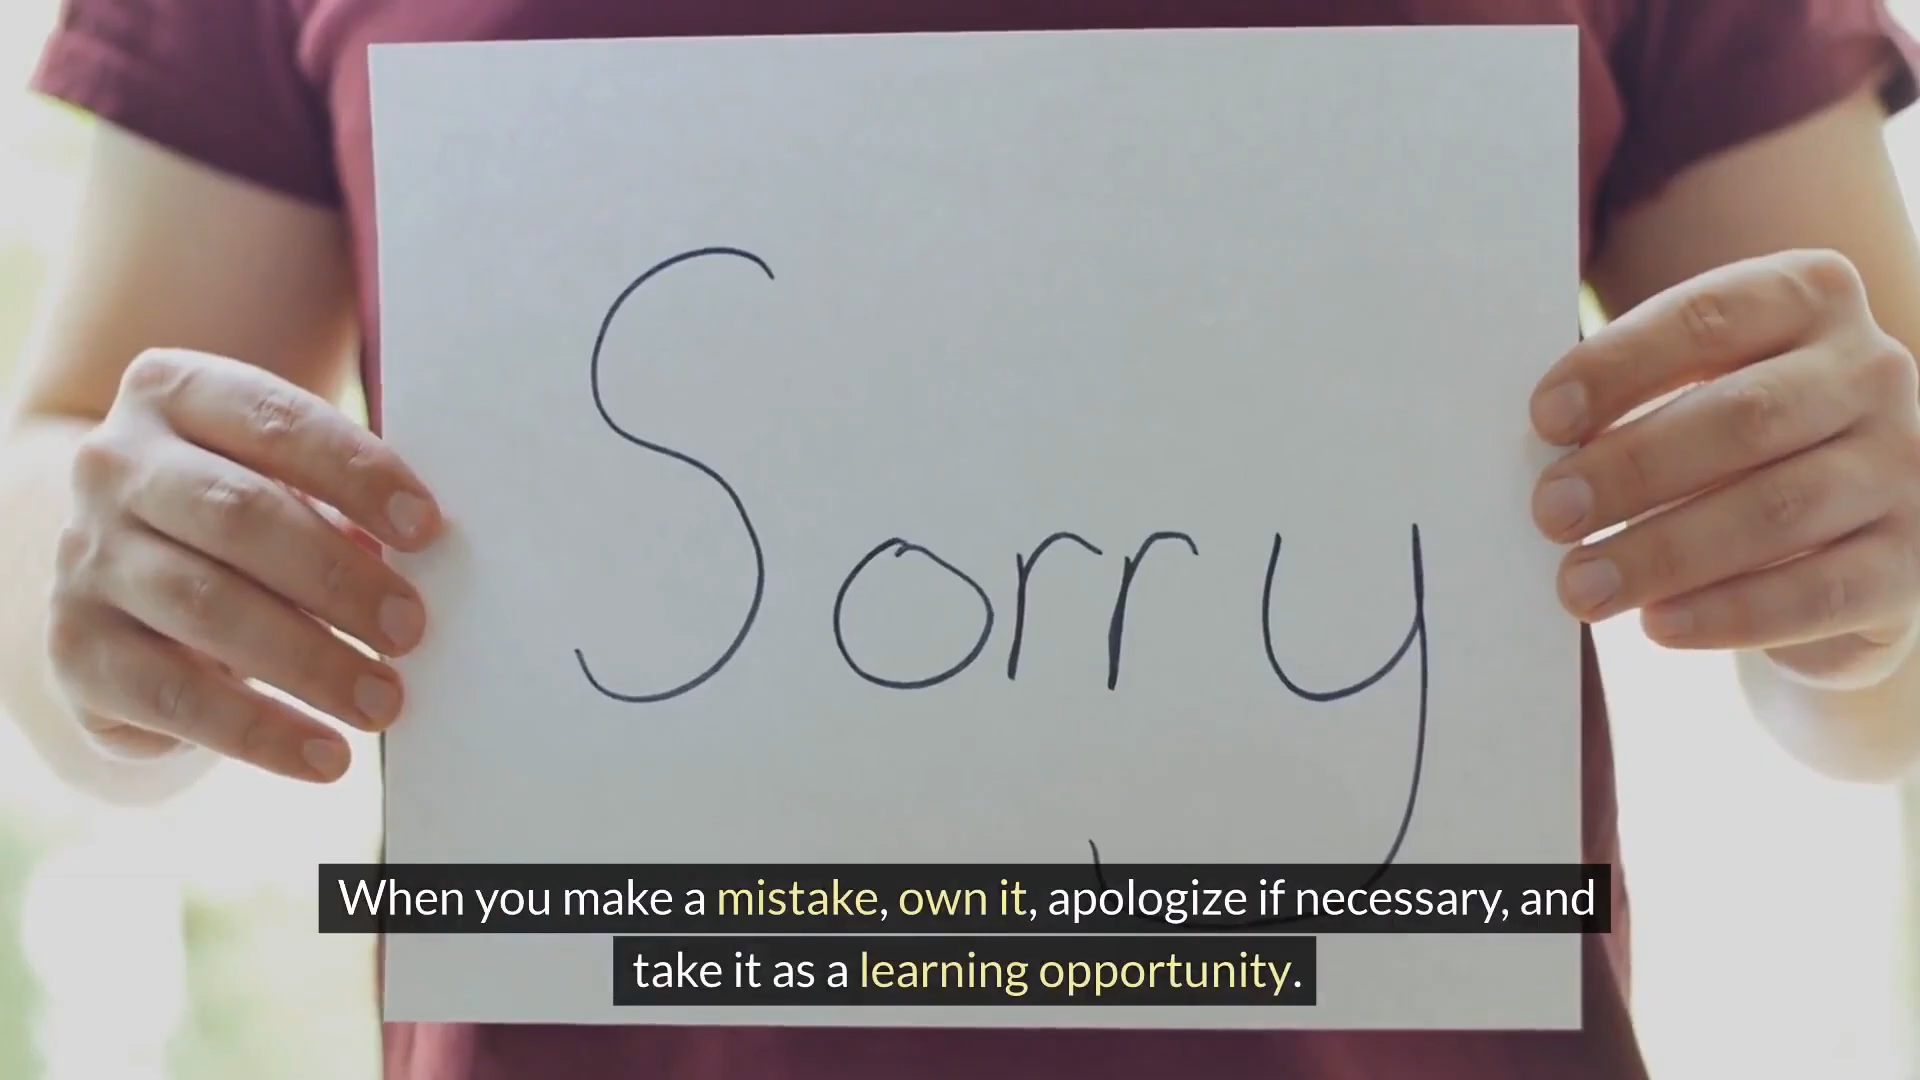 Sorry
When you make a mistake, own it, apologize if necessary, and
take it as a learning opportunity.